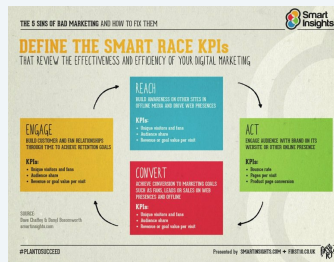 THE 5 SINS OF BAD MARKETING AND HOW TO FIX THEM
Smart
Insights
DEFINE THE SMART RACE KPIs
THAT REVIEW THE EFFECTIVENESS AND EFFICIENCY OF YOUR DIGITAL MARKETING
REACH
BUILD AWARENESS ON OTHER SITES IN
OFFLINE MEDIA AND DRIVE WEB PRESENCES
KPIs:
• Unique visitors and fans
• Audience share
• Revenue or goal value per visit
ENGAGE
BUILD CUSTOMER AND FAN RELATIONSHIPS
THROUGH TIME TO ACHIEVE RETENTION GOALS
KPIs:
• Unique visitors and fans
• Audience share
• Revenue or goal value per visit
ACT
ENGAGE AUDIENCE WITH BRAND ON ITS
WEBSITE OR OTHER ONLINE PRESENCE
KPIs:
• Bounce rate
• Pages per visit
• Product page conversion
CONVERT
ACHIEVE CONVERSION TO MARKETING GOALS
SUCH AS FANS, LEADS OR SALES ON WEB
PRESENCES AND OFFLINE
KPIs:
• Unique visitors and fans
• Audience share
• Revenue or goal value per visit
SOURCE:
smartinsights.com
#PLANTOSUCCEED
Presented by SMARTINSIGHTS.COM + FIRST10.CO.UK